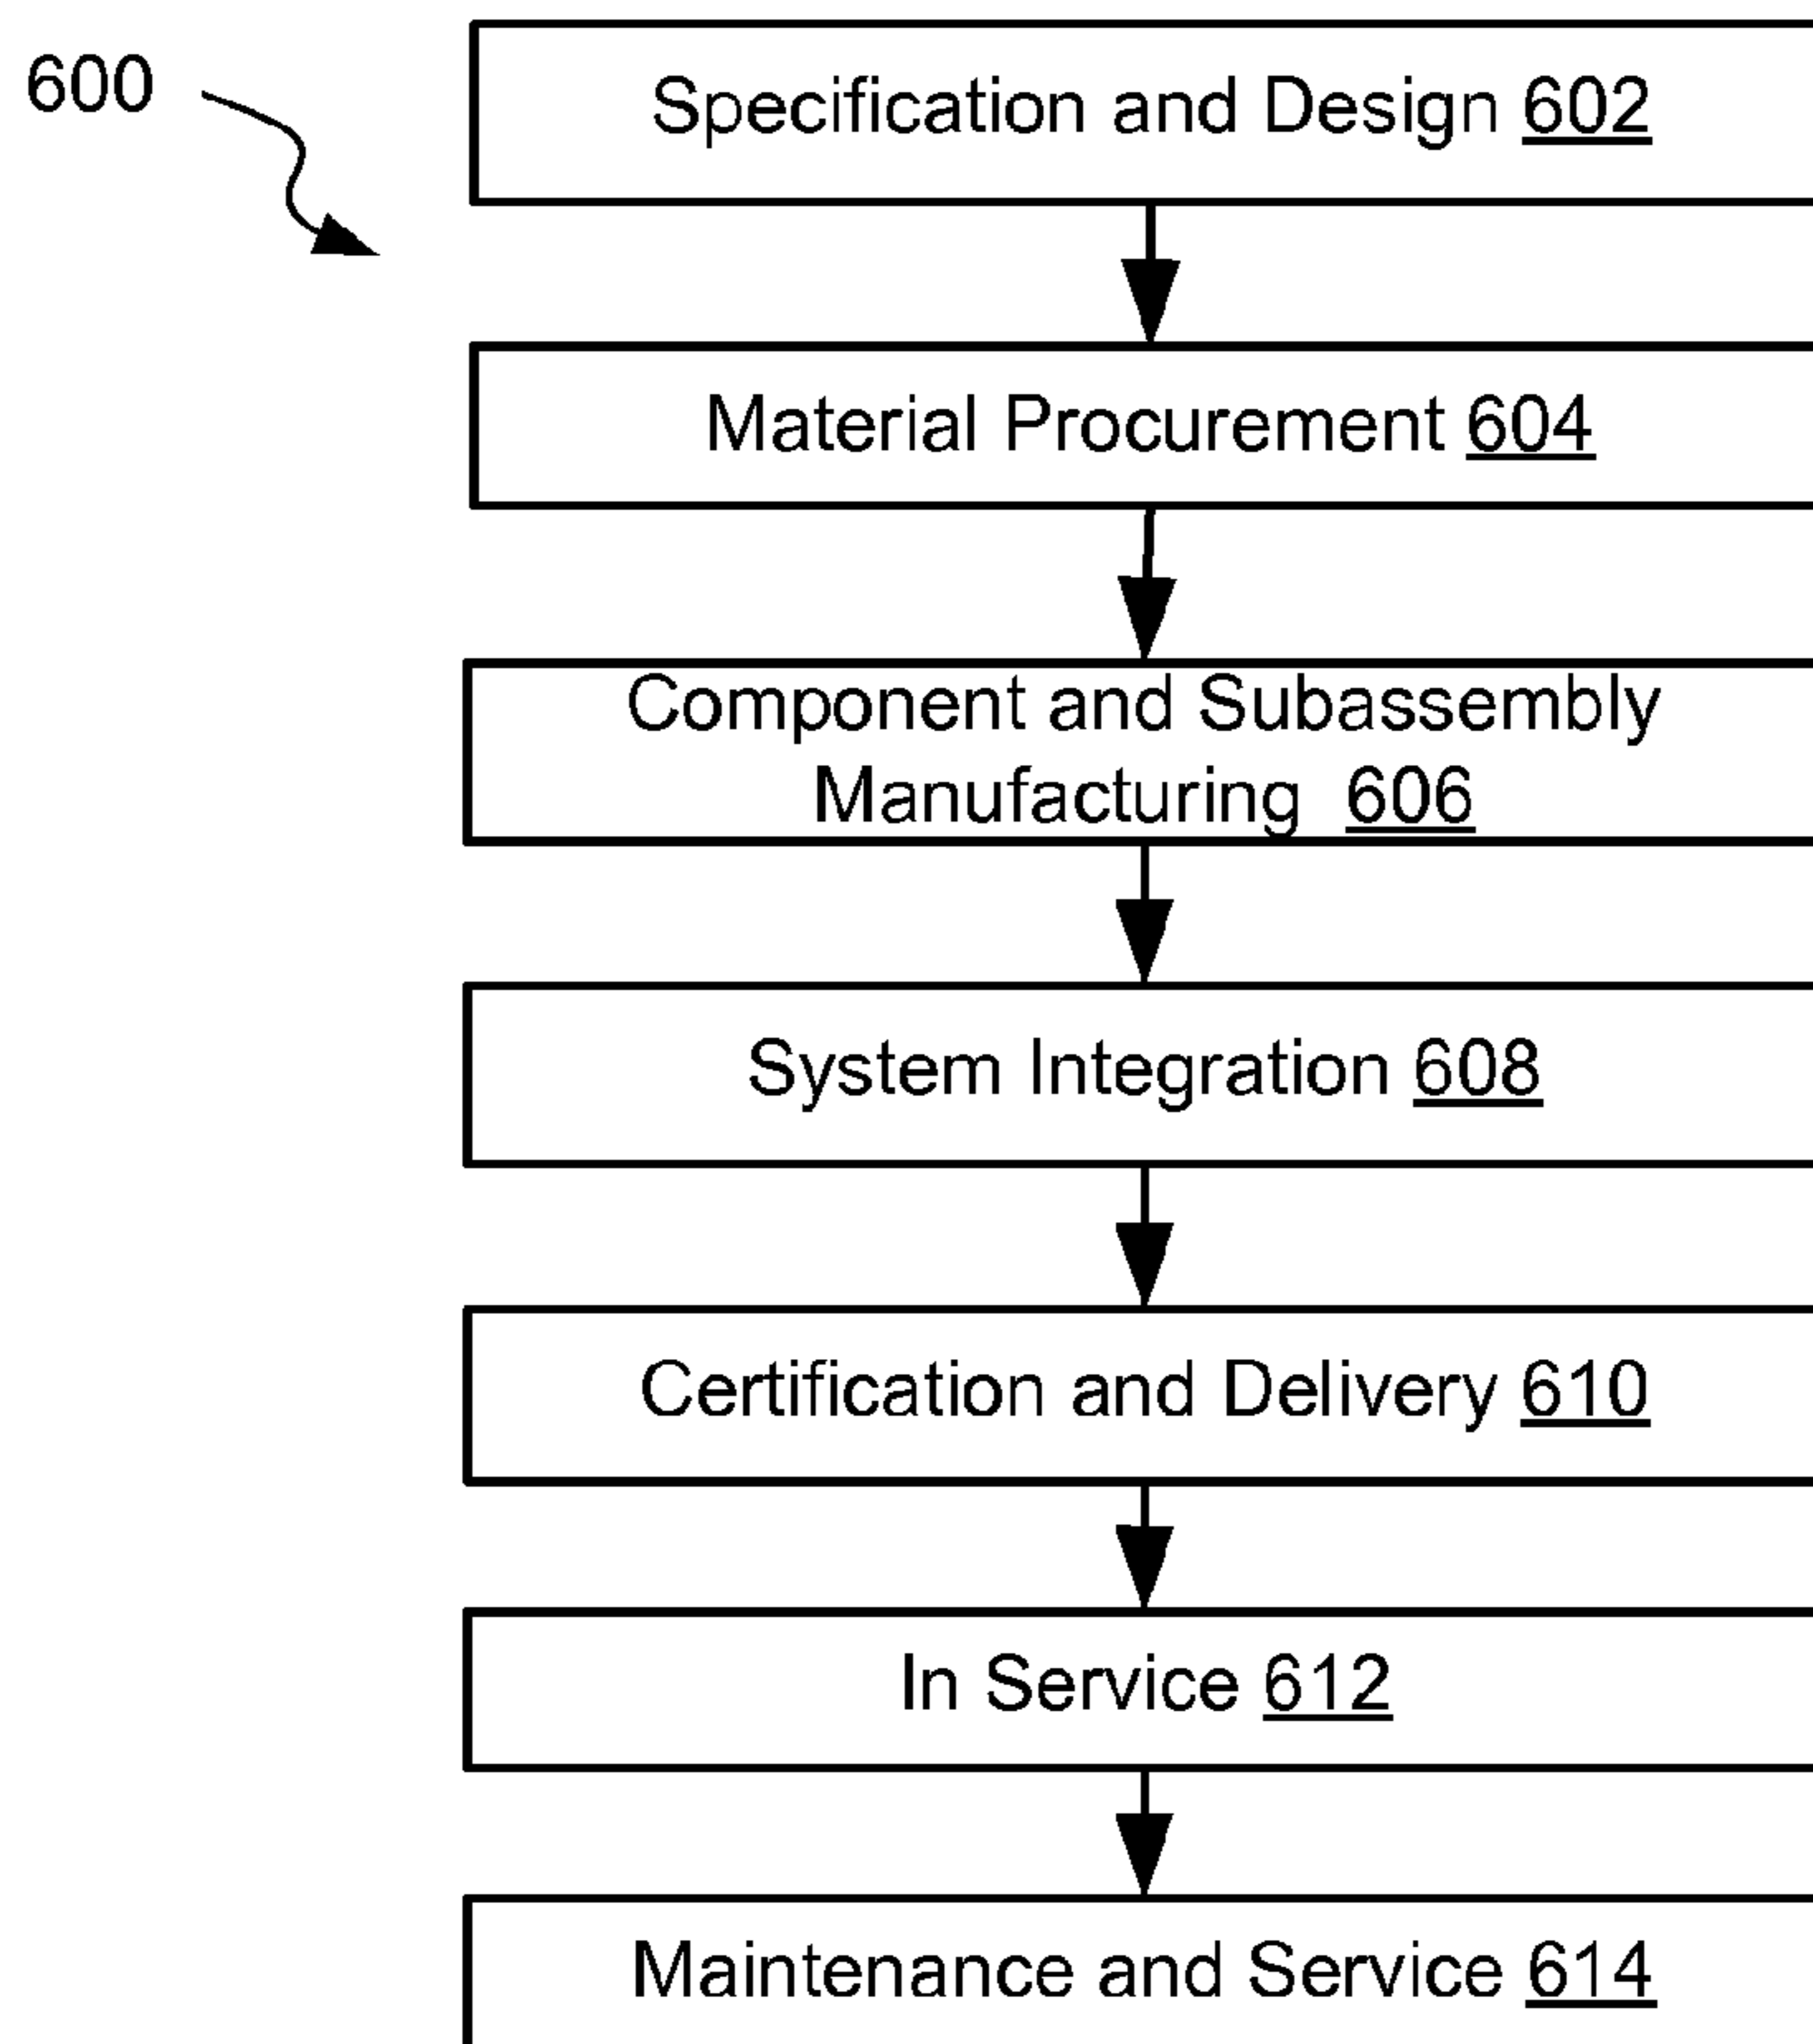 600
Specification and Design 602
Material Procurement 604
Component and Subassembly
Manufacturing 606
System Integration 608
Certification and Delivery 610
In Service 612
Maintenance and Service 614